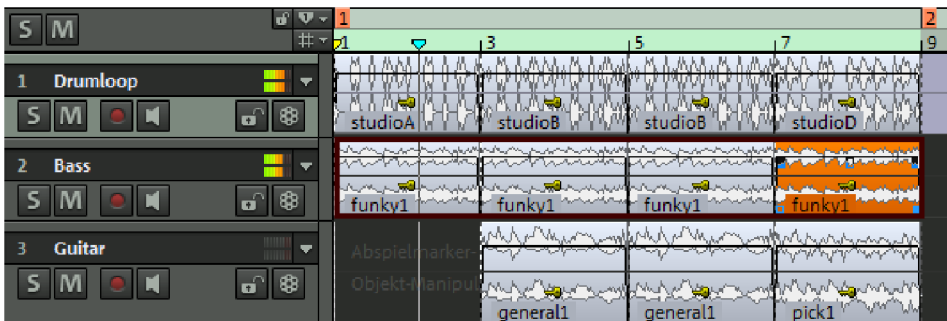 S M 1 2
1 3 5 7 9
1 Drumloop
S M studioA studioB studioB studioD
2 Bass
S M funky1 funky1 funky1 funky1
3 Guitar Abspielmarker-
S M Objekt-Manipul
general1 general1 pick1